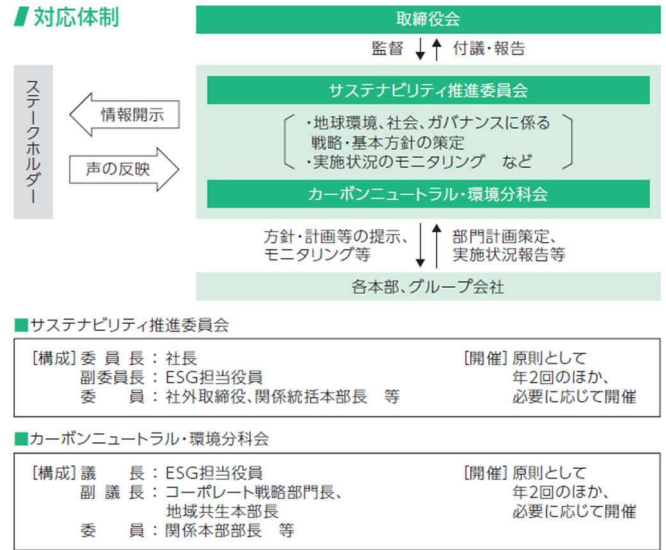 対応体制
取締役会
監督
付議・報告
ステークホルダー
情報開示
声の反映
サステナビリティ推進委員会
・地球環境、社会、ガバナンスに係る
戦略・基本方針の策定
・実施状況のモニタリング など
カーボンニュートラル・環境分科会
方針・計画等の提示、
モニタリング等
部門計画策定、
実施状況報告等
各本部、グループ会社
■サステナビリティ推進委員会
[構成] 委 員 長 : 社長
副委員長 : ESG担当役員
委 員 : 社外取締役、関係統括本部長 等
[開催] 原則として
年2回のほか、
必要に応じて開催
■カーボンニュートラル・環境分科会
[構成] 議 長 : ESG担当役員
副 議 長 : コーポレート戦略部門長、
地域共生本部長
委 員 : 関係本部部長 等
[開催] 原則として
年2回のほか、
必要に応じて開催